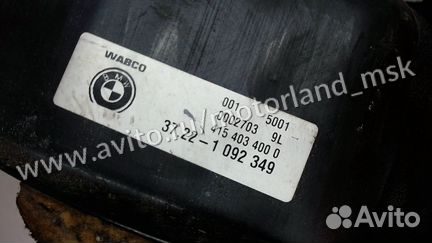 WABCO
BMW
001 5001
0002703 9L
415 403 400 0
37.22-1 092 349
www.avito.ru/motorland_msk
Avito